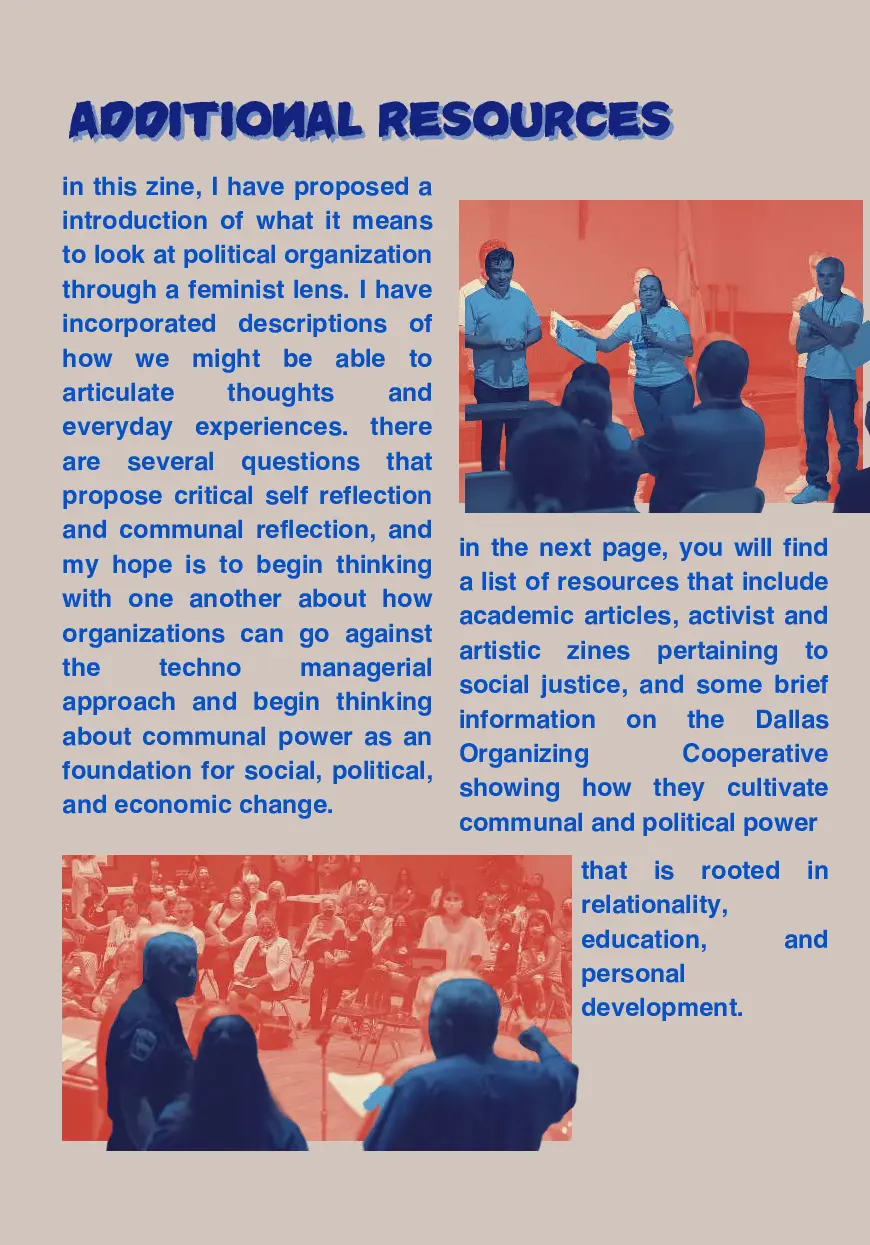 ADDITIONAL RESOURCES
in this zine, I have proposed a
introduction of what it means
to look at political organization
through a feminist lens. I have
incorporated descriptions of
how we might be able to
articulate thoughts and
everyday experiences. there
are several questions that
propose critical self reflection
and communal reflection, and
my hope is to begin thinking
with one another about how
organizations can go against
the techno managerial
approach and begin thinking
about communal power as an
foundation for social, political,
and economic change.
in the next page, you will find
a list of resources that include
academic articles, activist and
artistic zines pertaining to
social justice, and some brief
information on the Dallas
Organizing Cooperative
showing how they cultivate
communal and political power
that is rooted in
relationality,
education, and
personal
development.